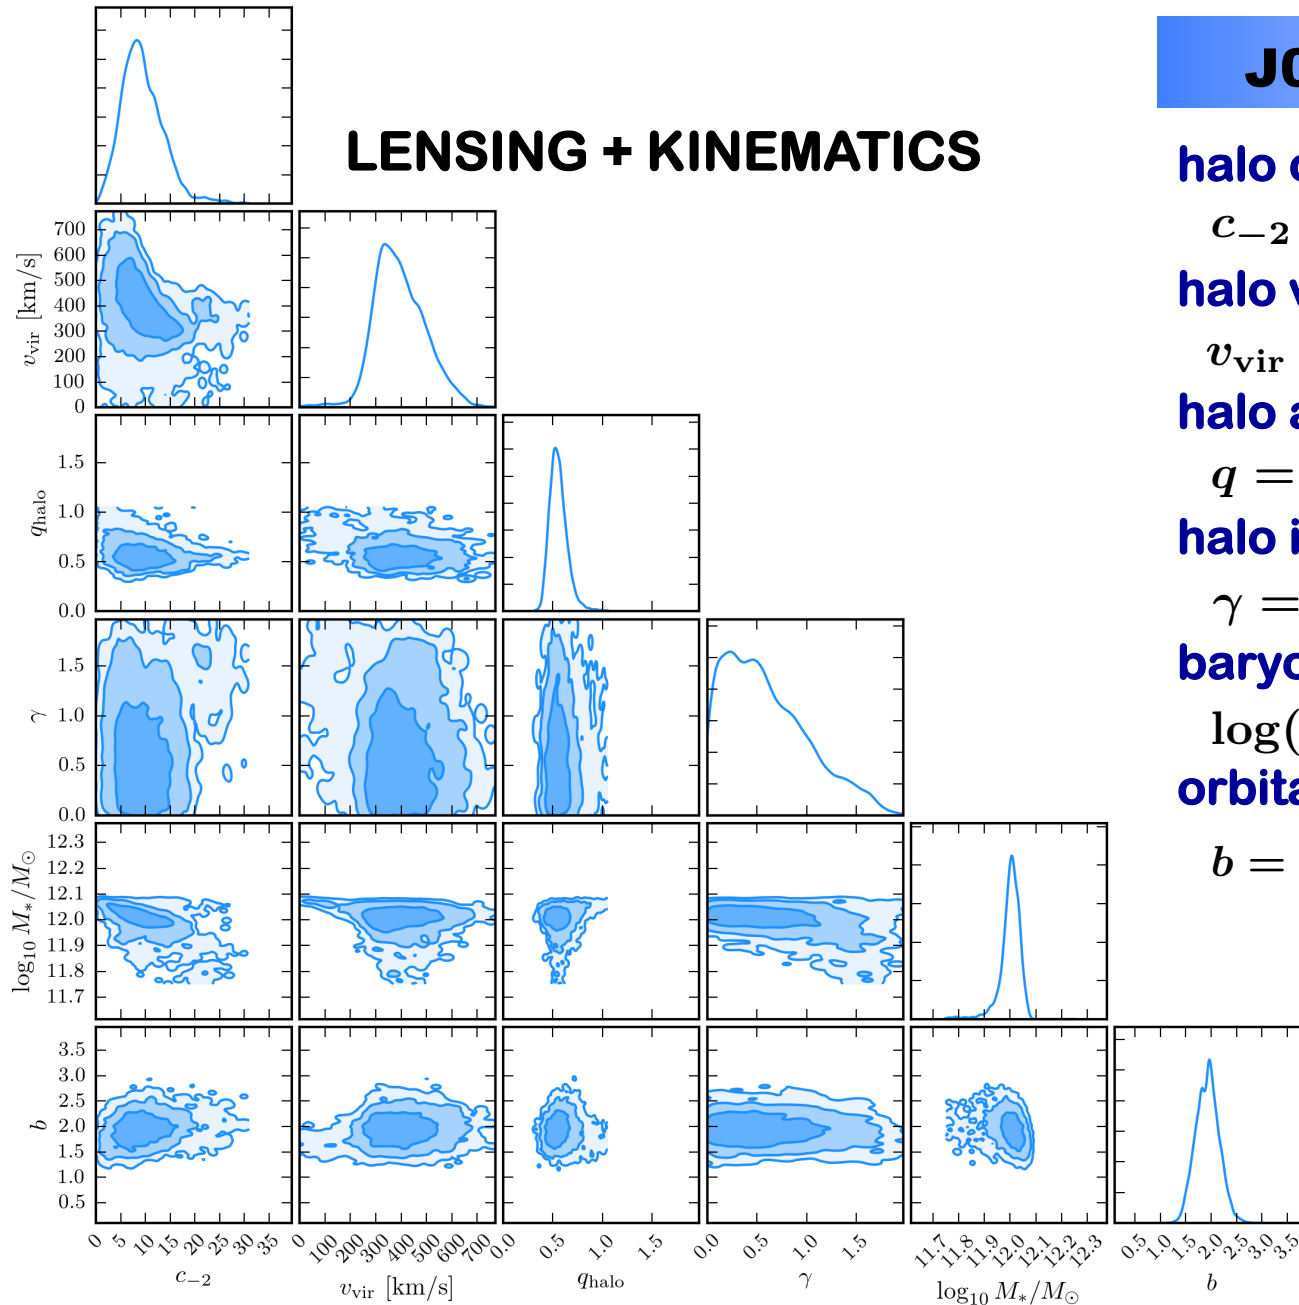 LENSING + KINEMATICS
J0
halo
c₋₂
halo
v_vir
halo
q =
halo
γ =
log(
b =
v_vir [km/s]
700
600
500
400
300
200
100
0
q_halo
1.5
1.0
0.5
0.0
γ
1.5
1.0
0.5
0.0
log₁₀ M∗/M⊙
12.3
12.2
12.1
12.0
11.9
11.8
11.7
b
3.5
3.0
2.5
2.0
1.5
1.0
0.5
0 5 10 15 20 25 30 35
c₋₂
0 100 200 300 400 500 600 700
v_vir [km/s]
0.0 0.5 1.0 1.5
q_halo
0.0 0.5 1.0 1.5
γ
11.7 11.8 11.9 12.0 12.1 12.2 12.3
log₁₀ M∗/M⊙
0.5 1.0 1.5 2.0 2.5 3.0 3.5
b